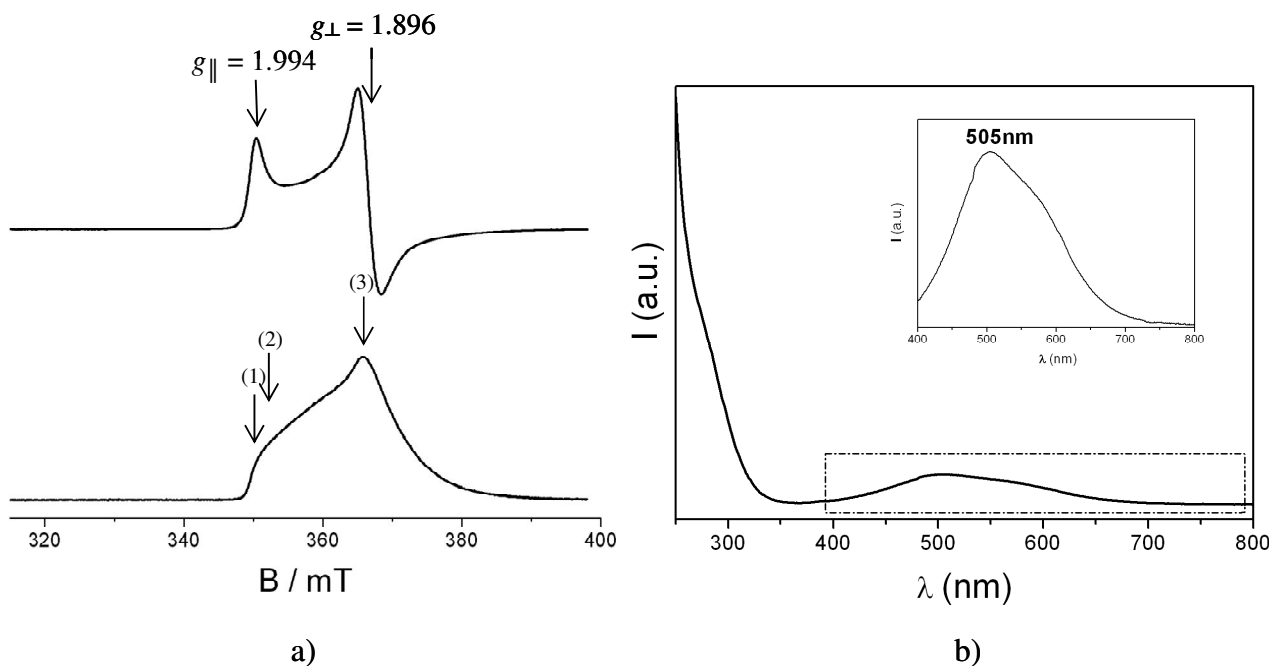 g⊥ = 1.896
g∥ = 1.994
(3)
(2)
(1)
320 340 360 380 400
B / mT
a)
505nm
I (a.u.)
400 500 600 700 800
λ (nm)
I (a.u.)
300 400 500 600 700 800
λ (nm)
b)